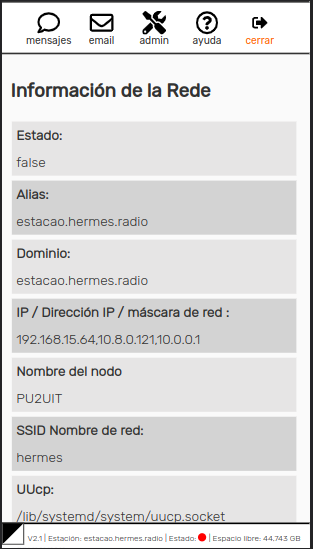 mensajes email admin ayuda cerrar
Información de la Rede
Estado:
false
Alias:
estacao.hermes.radio
Dominio:
estacao.hermes.radio
IP / Dirección IP / máscara de red :
192.168.15.64,10.8.0.121,10.0.0.1
Nombre del nodo
PU2UIT
SSID Nombre de red:
hermes
UUcp:
/lib/systemd/system/uucp.socket
V2.1 | Estación: estacao.hermes.radio | Estado: | Espacio libre: 44.743 GB